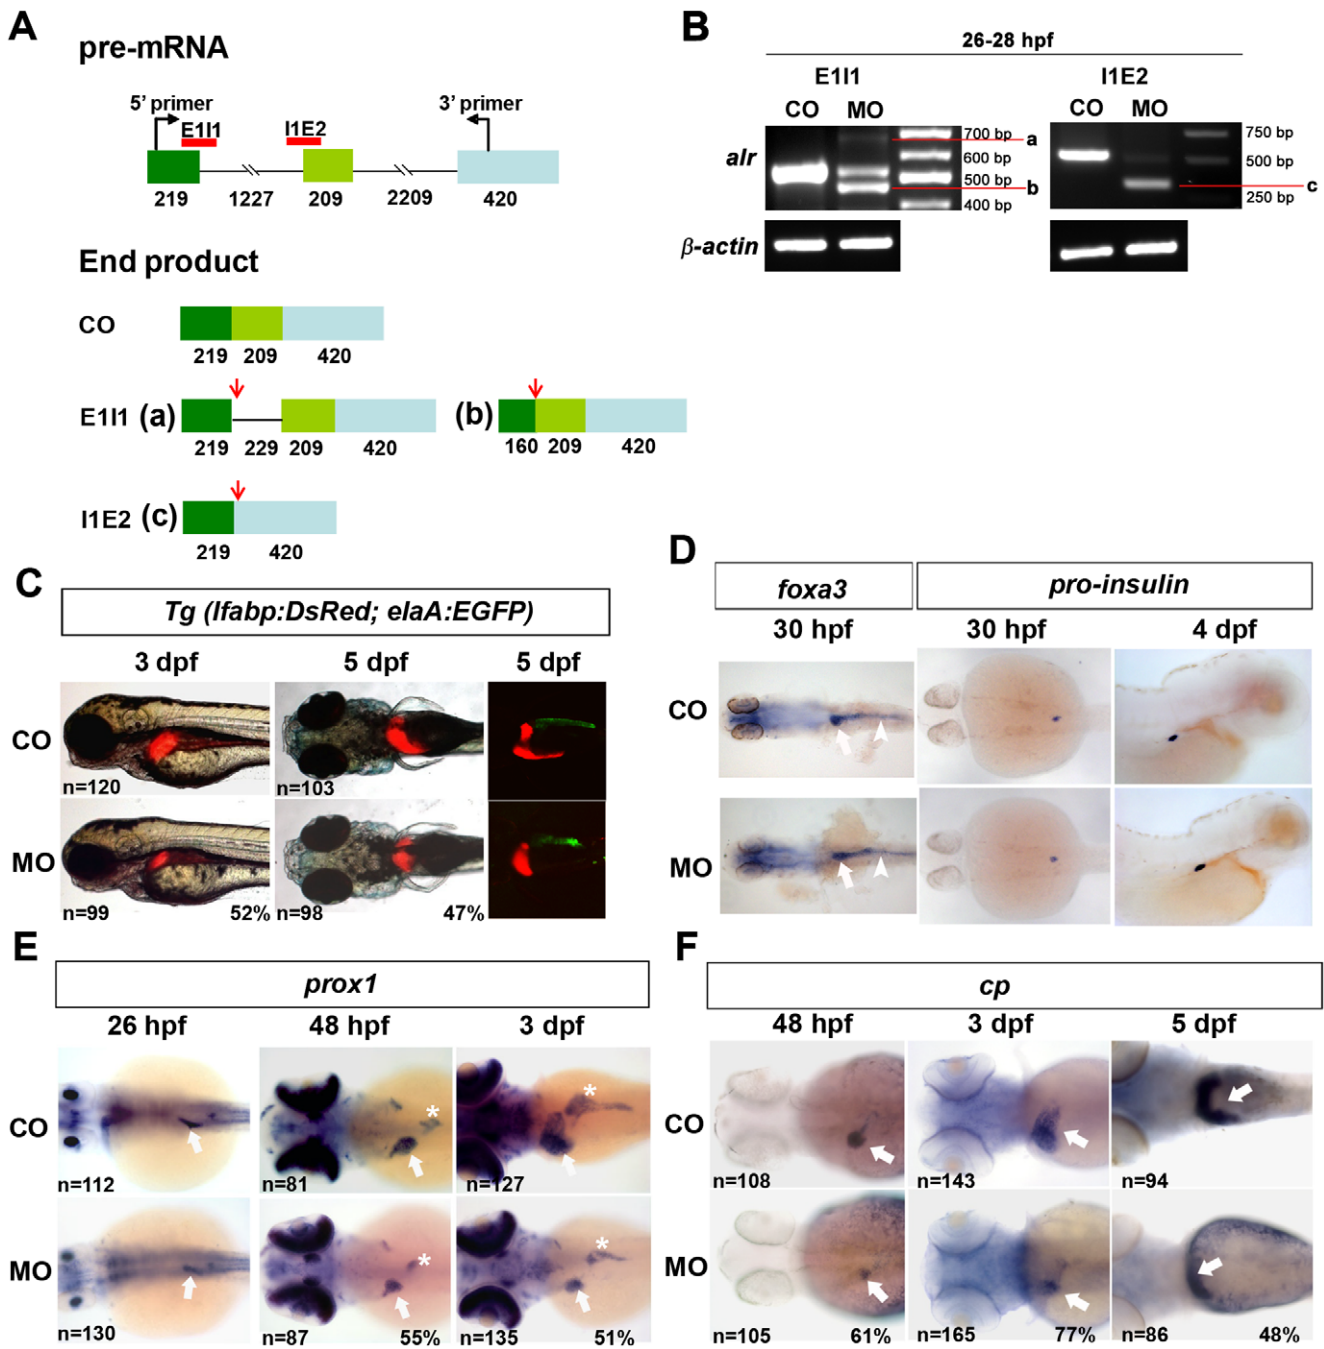 A
pre-mRNA
5' primer
3' primer
E1I1
I1E2
219
1227
209
2209
420
End product
CO
219 209 420
E1I1 (a)
219 229 209 420
(b)
160 209 420
I1E2 (c)
219 420
B
26-28 hpf
E1I1
I1E2
CO MO
CO MO
alr
700 bp
a
600 bp
500 bp
b
400 bp
750 bp
500 bp
c
250 bp
β-actin
C
Tg (lfabp:DsRed; elaA:EGFP)
3 dpf 5 dpf 5 dpf
CO
n=120
n=103
MO
n=99
52%
n=98
47%
D
foxa3
pro-insulin
30 hpf
30 hpf
4 dpf
CO
MO
E
prox1
26 hpf 48 hpf 3 dpf
CO
*
*
n=112
n=81
n=127
MO
*
*
n=130
n=87
55%
n=135
51%
F
cp
48 hpf 3 dpf 5 dpf
CO
n=108
n=143
n=94
MO
n=105
61%
n=165
77%
n=86
48%